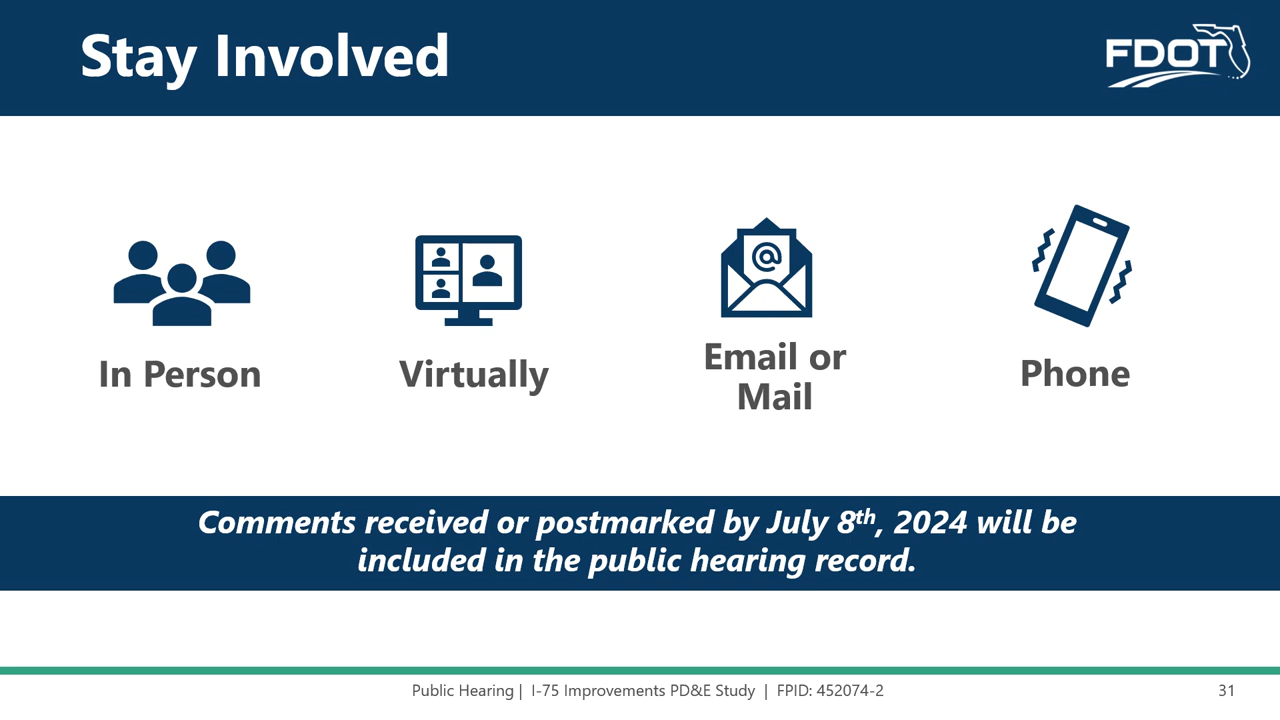 Stay Involved
FDOT
@
In Person
Virtually
Email or
Mail
Phone
Comments received or postmarked by July 8th, 2024 will be
included in the public hearing record.
Public Hearing | I-75 Improvements PD&E Study | FPID: 452074-2
31